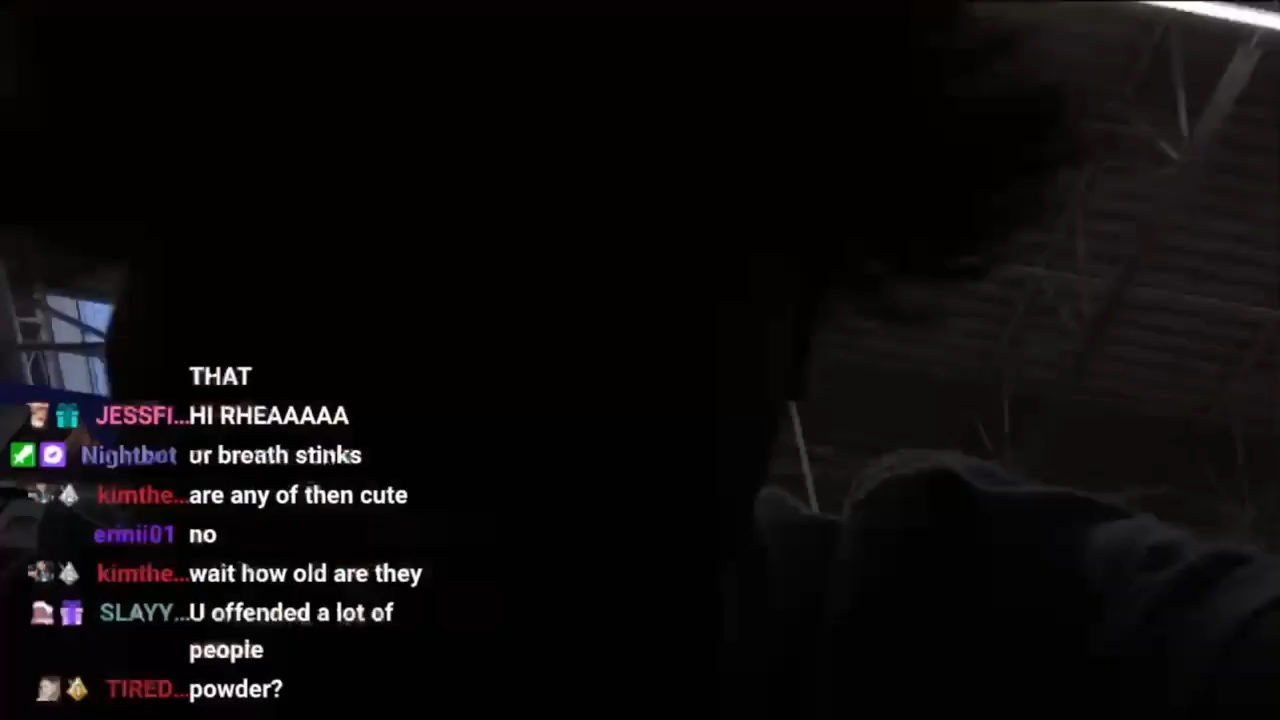 THAT
JESSFI...HI RHEAAAAA
Nightbot ur breath stinks
kimthe...are any of then cute
ermii01 no
kimthe...wait how old are they
SLAYY...U offended a lot of
people
TIRED...powder?